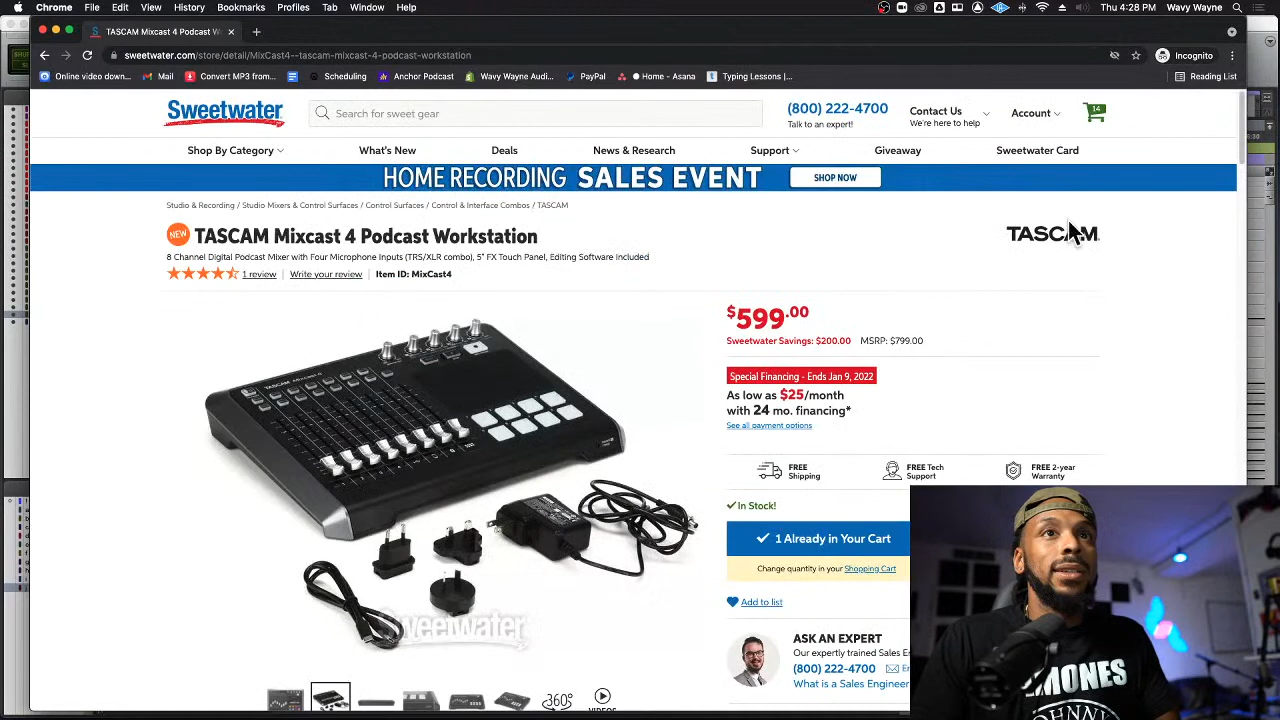 Chrome File Edit View History Bookmarks Profiles Tab Window Help
Thu 4:28 PM Wavy Wayne
TASCAM Mixcast 4 Podcast W
sweetwater.com/store/detail/MixCast4--tascam-mixcast-4-podcast-workstation
Incognito
Online video down... Mail Convert MP3 from... Scheduling Anchor Podcast Wavy Wayne Audi... PayPal Home - Asana Typing Lessons |... Reading List
Sweetwater
Search for sweet gear
(800) 222-4700
Talk to an expert!
Contact Us
We're here to help
Account
14
Shop By Category What's New Deals News & Research Support Giveaway Sweetwater Card
HOME RECORDING SALES EVENT SHOP NOW
Studio & Recording / Studio Mixers & Control Surfaces / Control Surfaces / Control & Interface Combos / TASCAM
NEW TASCAM Mixcast 4 Podcast Workstation
TASCAM
8 Channel Digital Podcast Mixer with Four Microphone Inputs (TRS/XLR combo), 5" FX Touch Panel, Editing Software Included
1 review | Write your review | Item ID: MixCast4
$599.00
Sweetwater Savings: $200.00 MSRP: $799.00
Special Financing - Ends Jan 9, 2022
As low as $25/month
with 24 mo. financing*
See all payment options
FREE Shipping
FREE Tech Support
FREE 2-year Warranty
In Stock!
1 Already in Your Cart
Change quantity in your Shopping Cart
Add to list
ASK AN EXPERT
Our expertly trained Sales E
(800) 222-4700
What is a Sales Engineer
Sweetwater
360°
VIDEOS
MONES
JOHNN